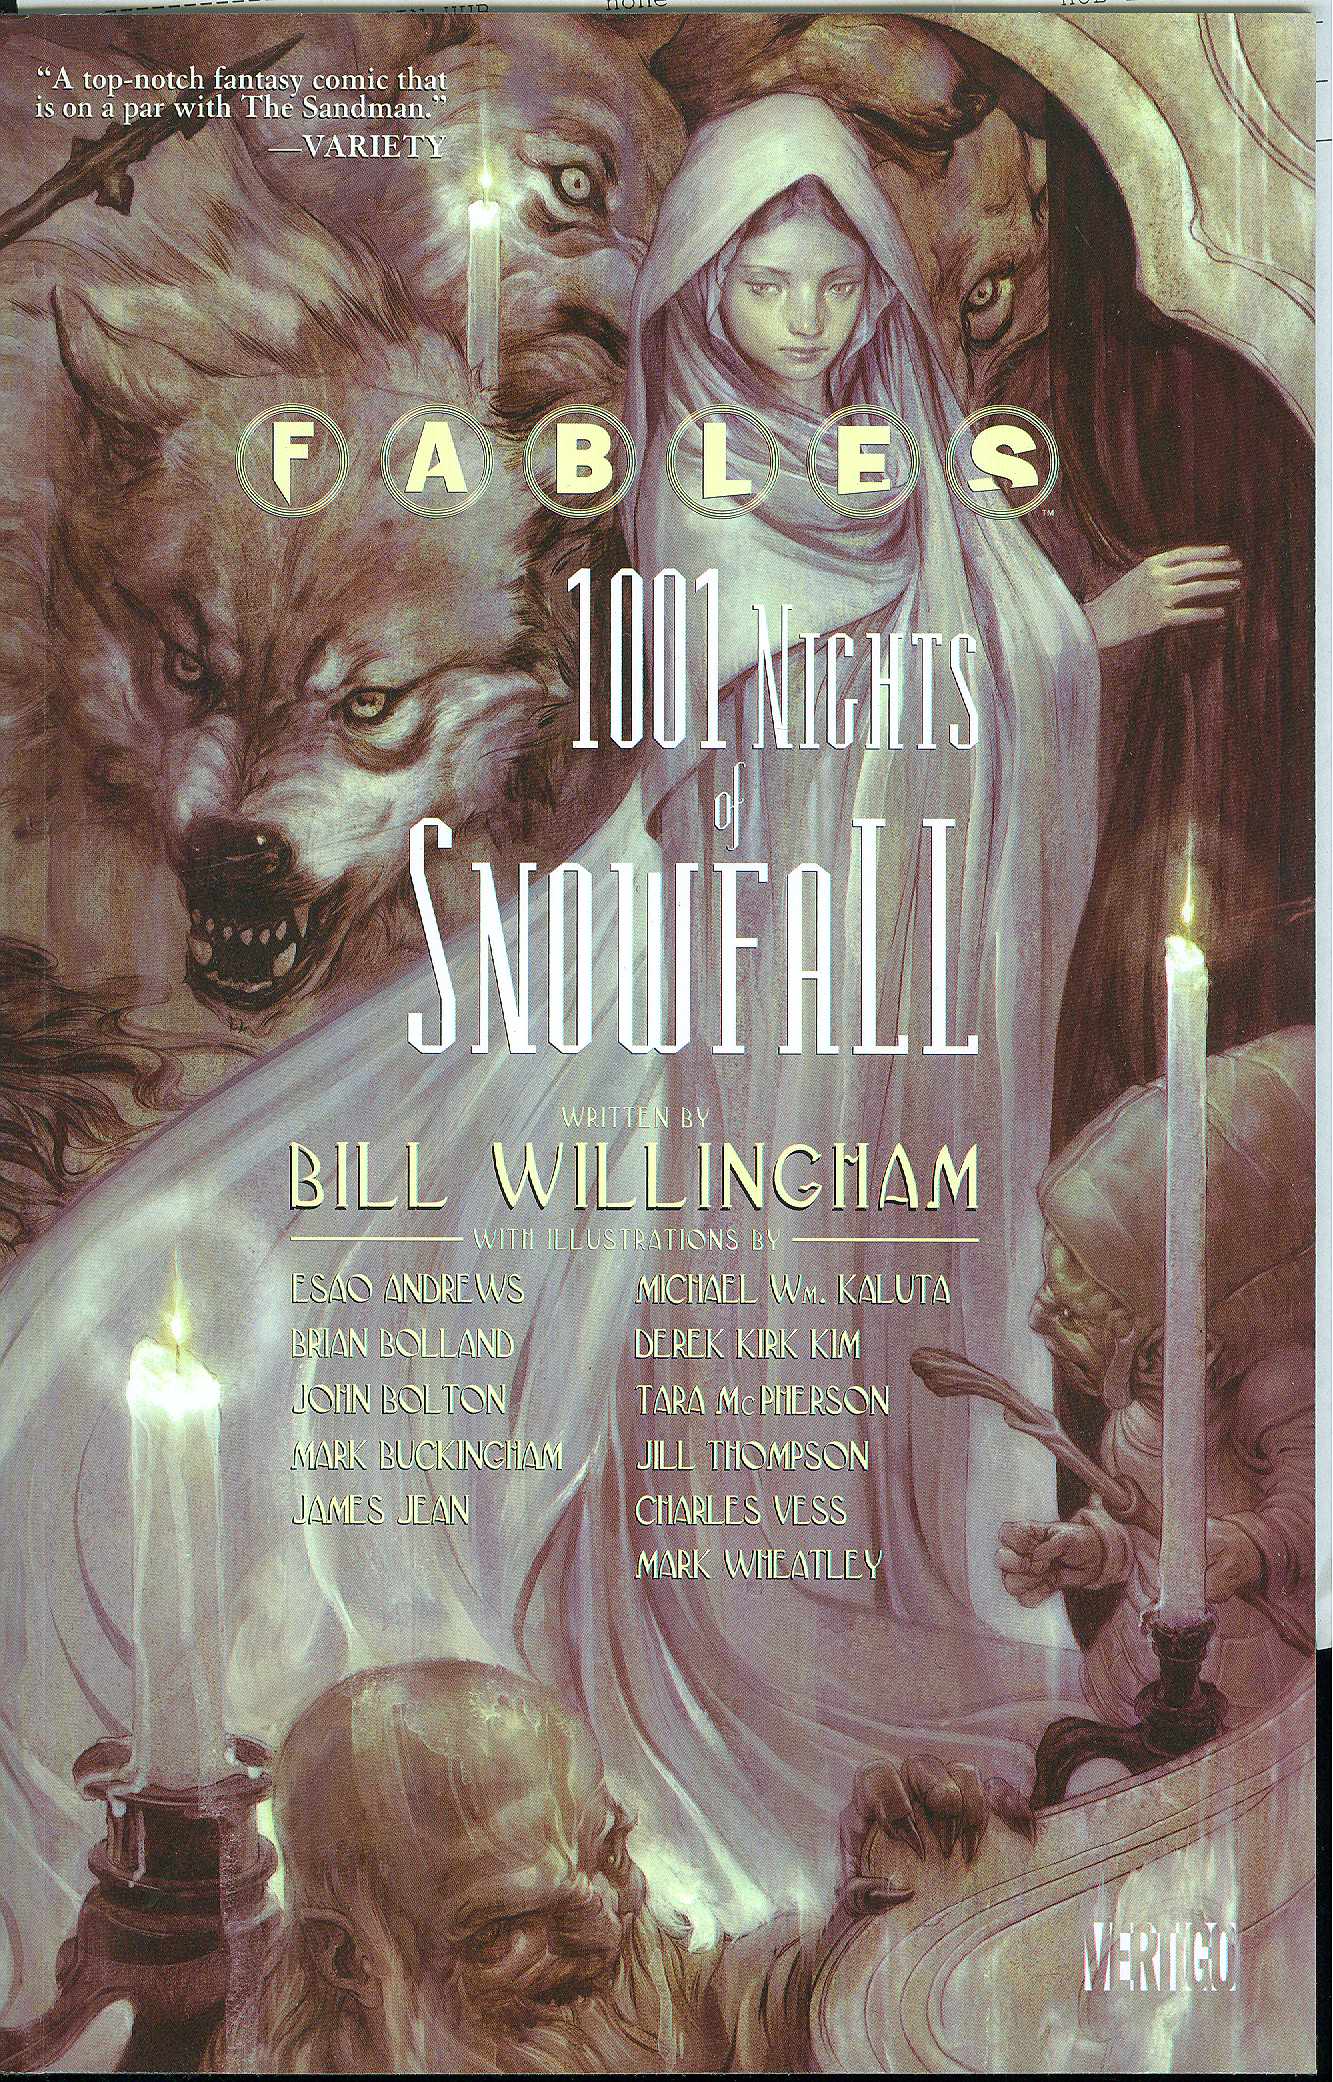 none
“A top-notch fantasy comic that
is on a par with The Sandman.”
—VARIETY
FABLES™
1001 NIGHTS
of
SNOWFALL
WRITTEN BY
BILL WILLINGHAM
WITH ILLUSTRATIONS BY
ESAO ANDREWS
BRIAN BOLLAND
JOHN BOLTON
MARK BUCKINGHAM
JAMES JEAN
MICHAEL WM. KALUTA
DEREK KIRK KIM
TARA McPHERSON
JILL THOMPSON
CHARLES VESS
MARK WHEATLEY
VERTIGO